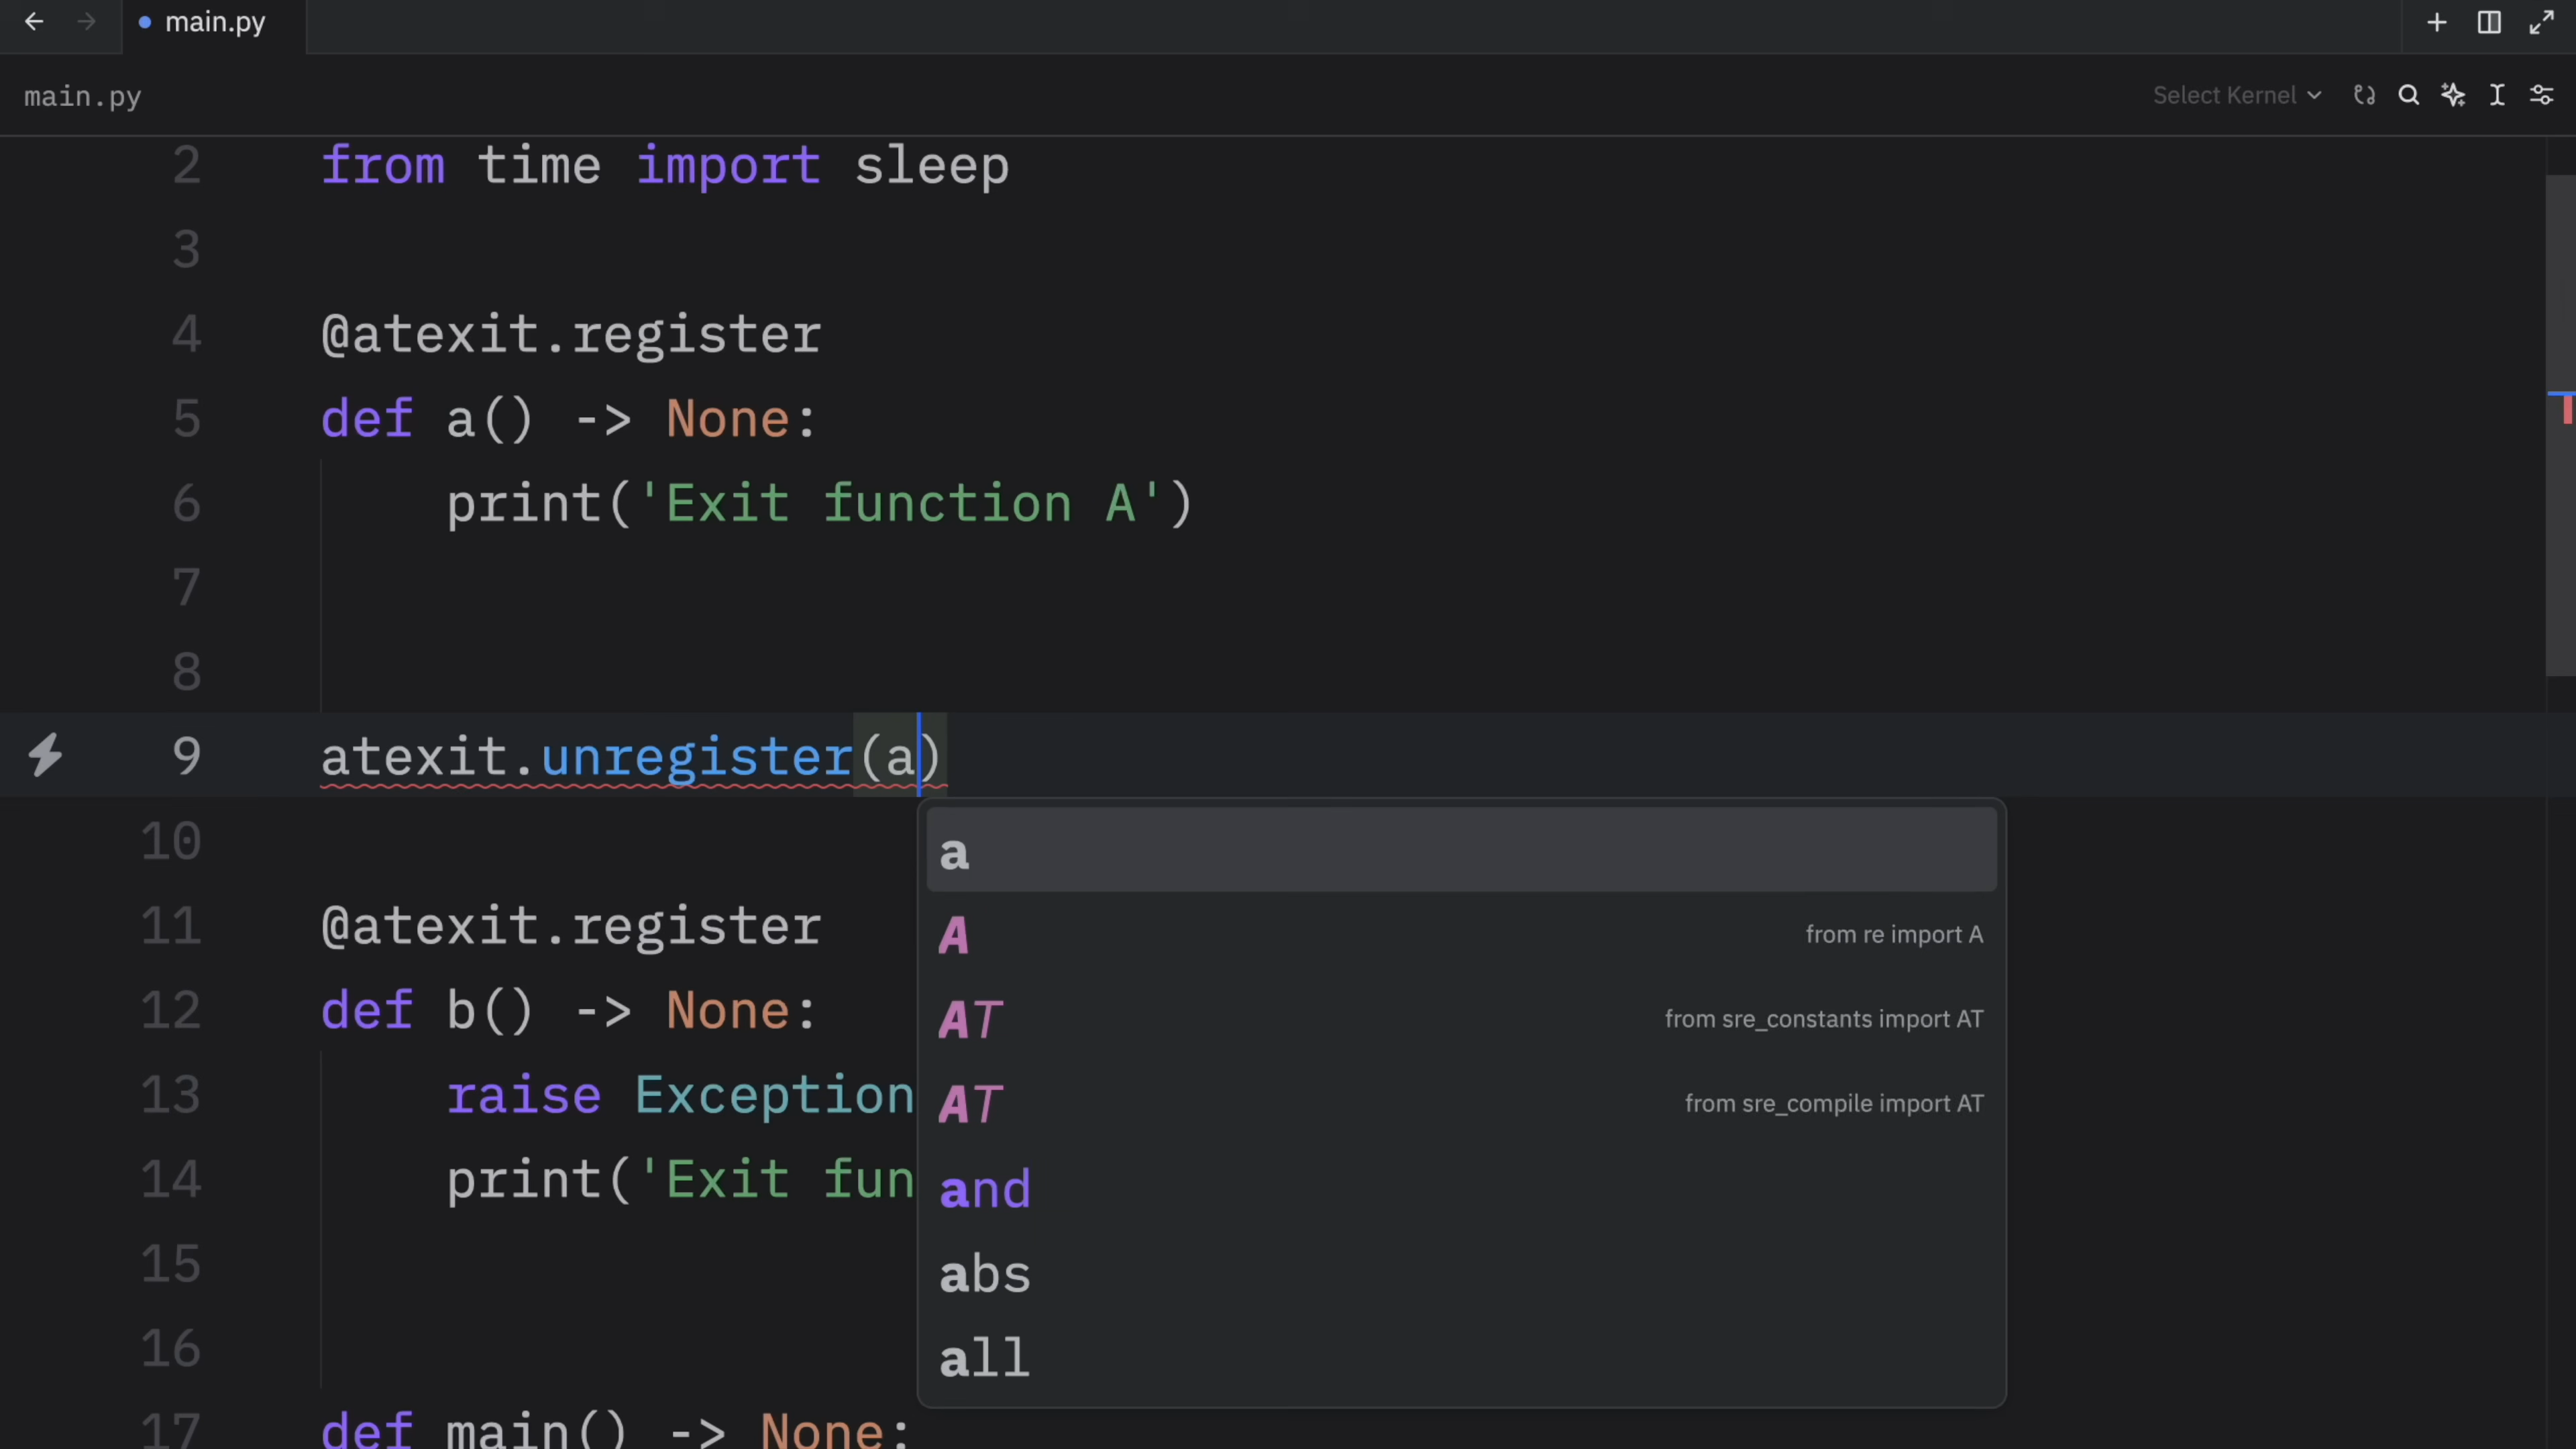 main.py
main.py
Select Kernel
2 from time import sleep
3
4 @atexit.register
5 def a() -> None:
6 print('Exit function A')
7
8
9 atexit.unregister(a)
10 a
A from re import A
11 @atexit.register
12 def b() -> None: AT from sre_constants import AT
13 raise Exception AT from sre_compile import AT
14 print('Exit fun and
15 abs
16 all
17 def main() -> None: